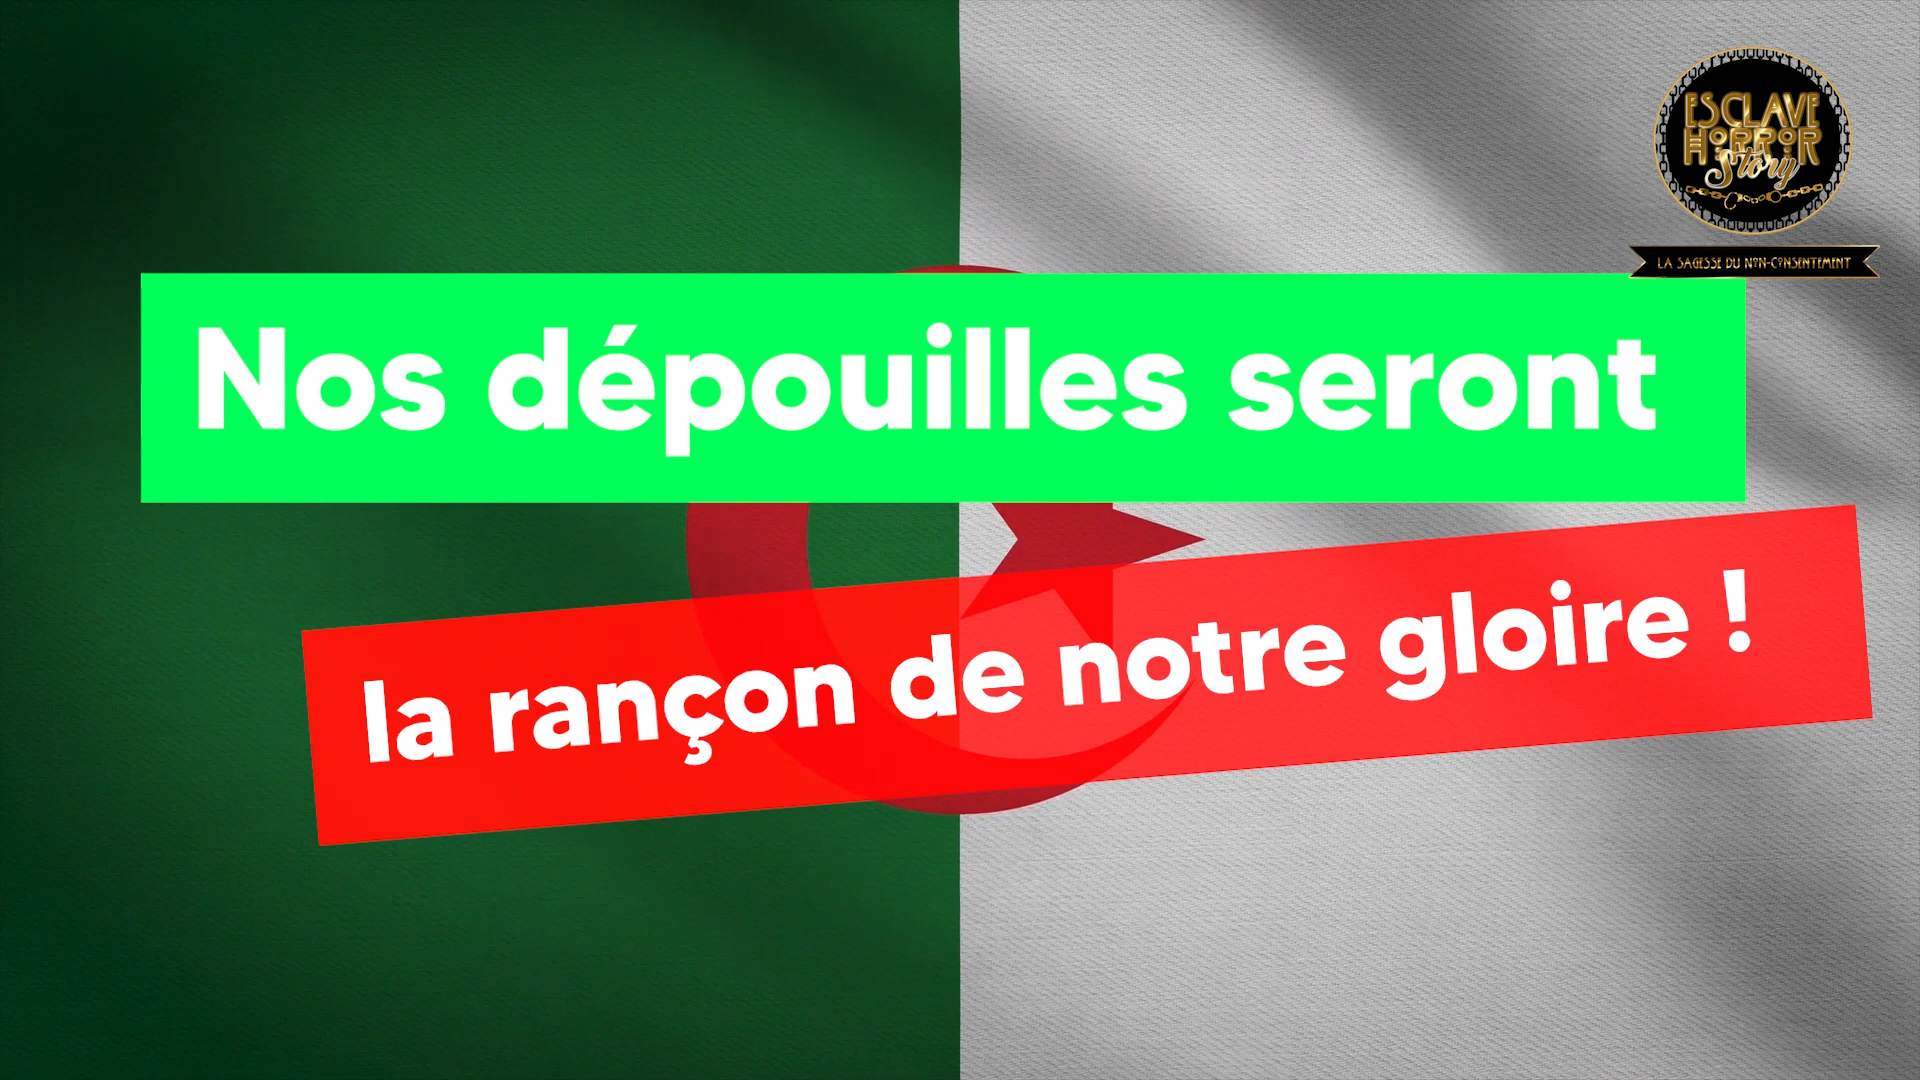 ESCLAVE
HORROR
Story
LA SAGESSE DU NON-CONSENTEMENT
Nos dépouilles seront
la rançon de notre gloire !